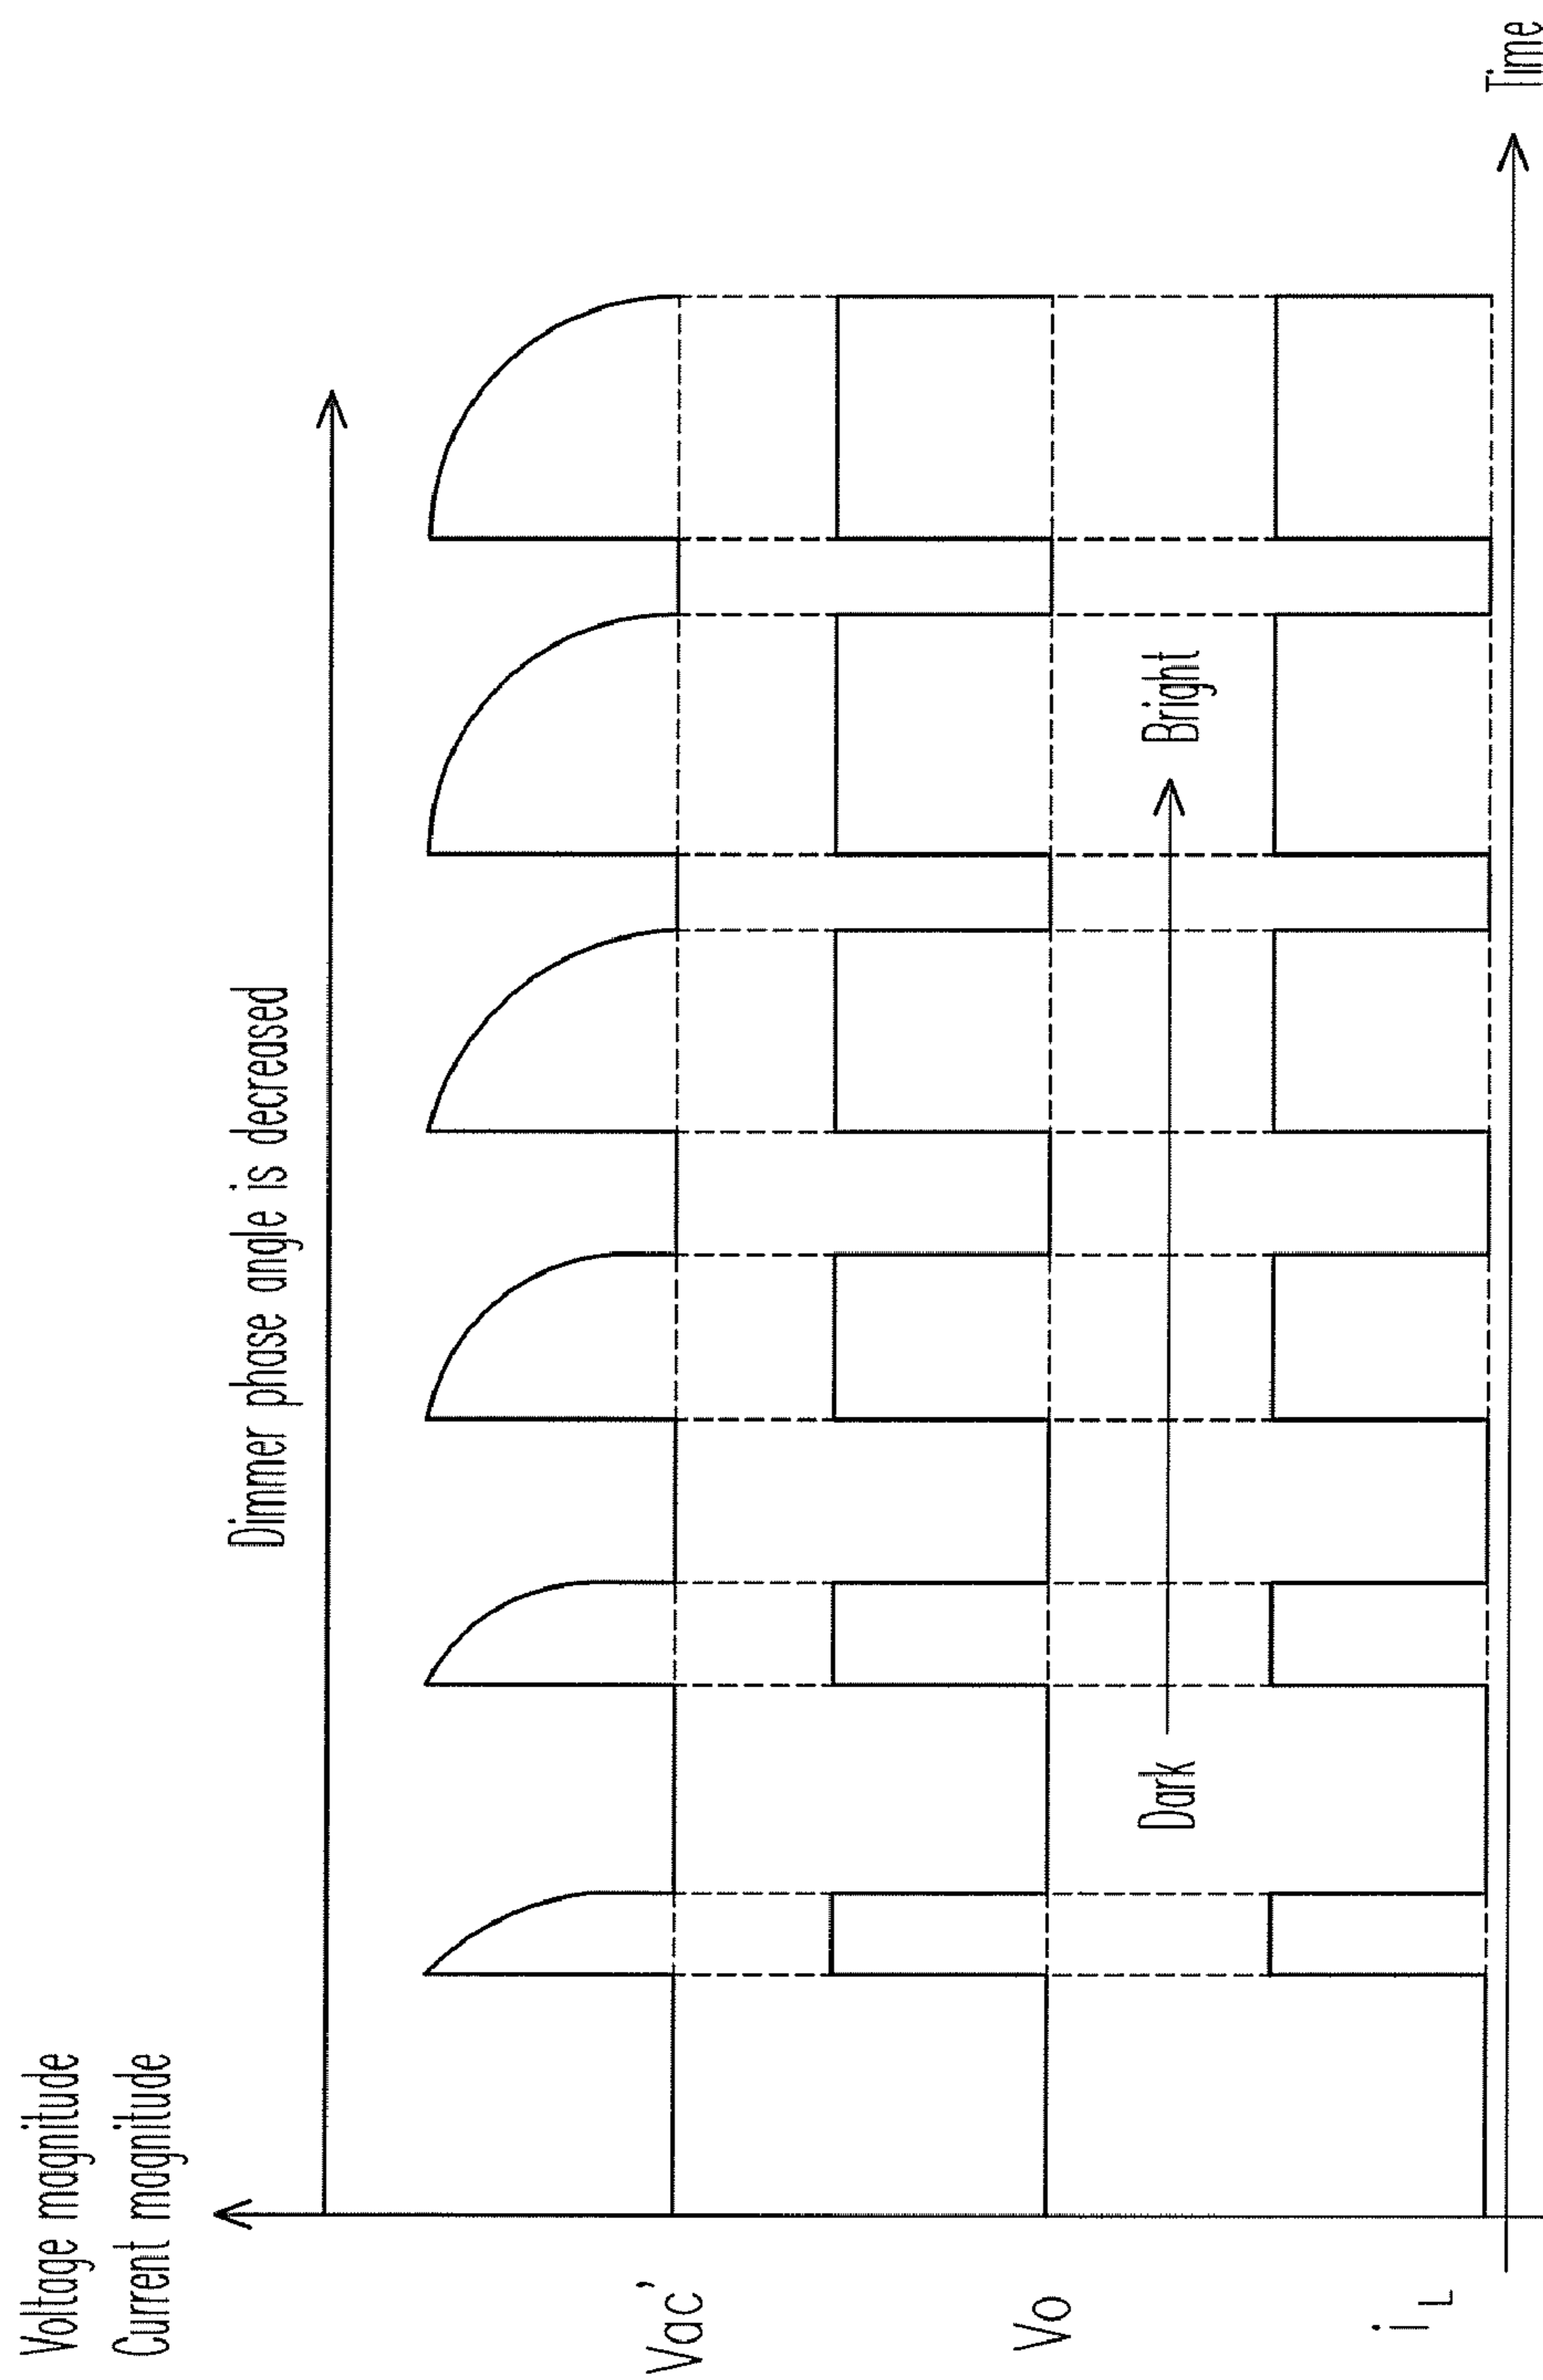 Voltage magnitude
Current magnitude
Dimmer phase angle is decreased
Vac'
Vo
Dark
Bright
iL
Time